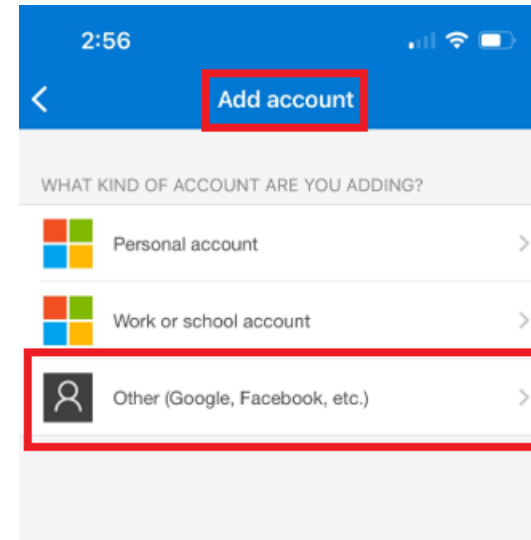 2:56
Add account
WHAT KIND OF ACCOUNT ARE YOU ADDING?
Personal account
Work or school account
Other (Google, Facebook, etc.)